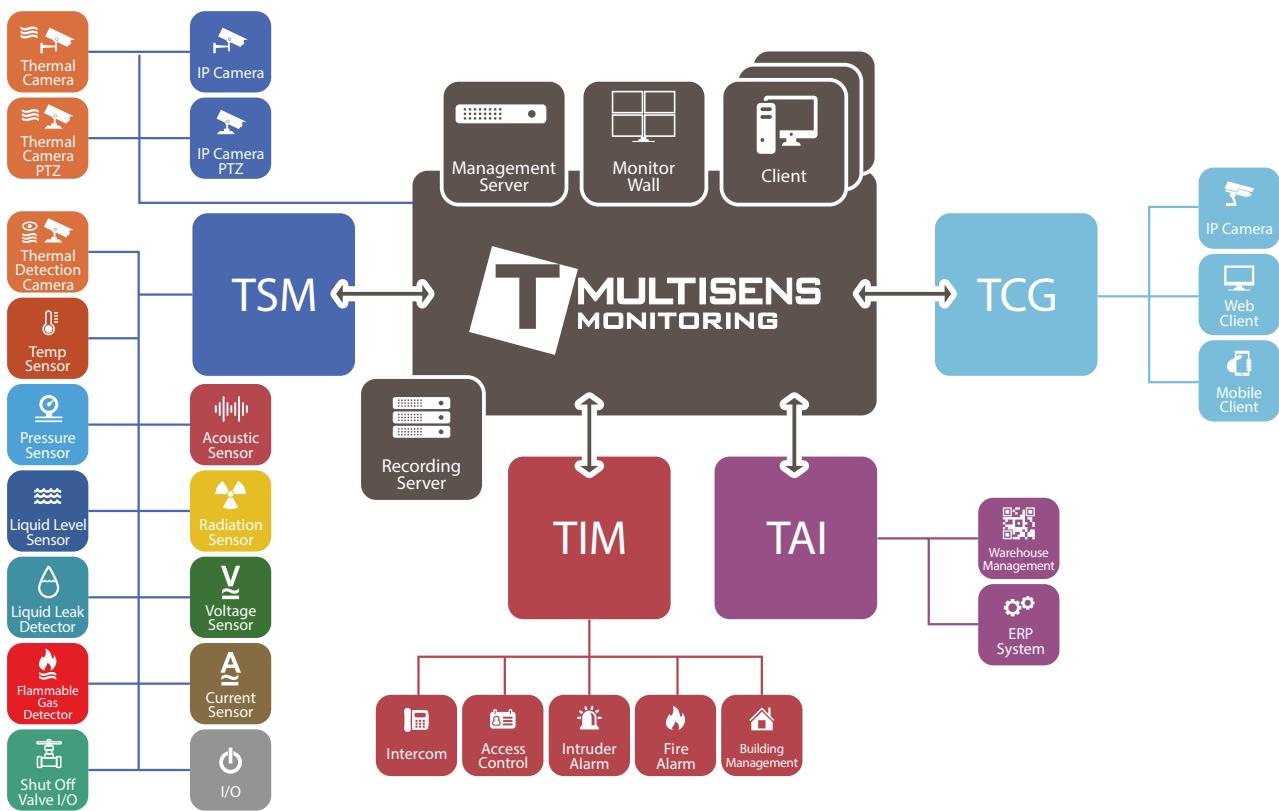 Thermal
Camera
IP Camera
Thermal
Camera
PTZ
IP Camera
PTZ
Management
Server
Monitor
Wall
Client
Thermal
Detection
Camera
TSM
T MULTISENS
MONITORING
TCG
IP Camera
Web
Client
Mobile
Client
Temp
Sensor
Pressure
Sensor
Acoustic
Sensor
Recording
Server
Liquid Level
Sensor
Radiation
Sensor
TIM
TAI
Warehouse
Management
ERP
System
Liquid Leak
Detector
V
Voltage
Sensor
Flammable
Gas
Detector
A
Current
Sensor
Shut Off
Valve I/O
I/O
Intercom
Access
Control
Intruder
Alarm
Fire
Alarm
Building
Management